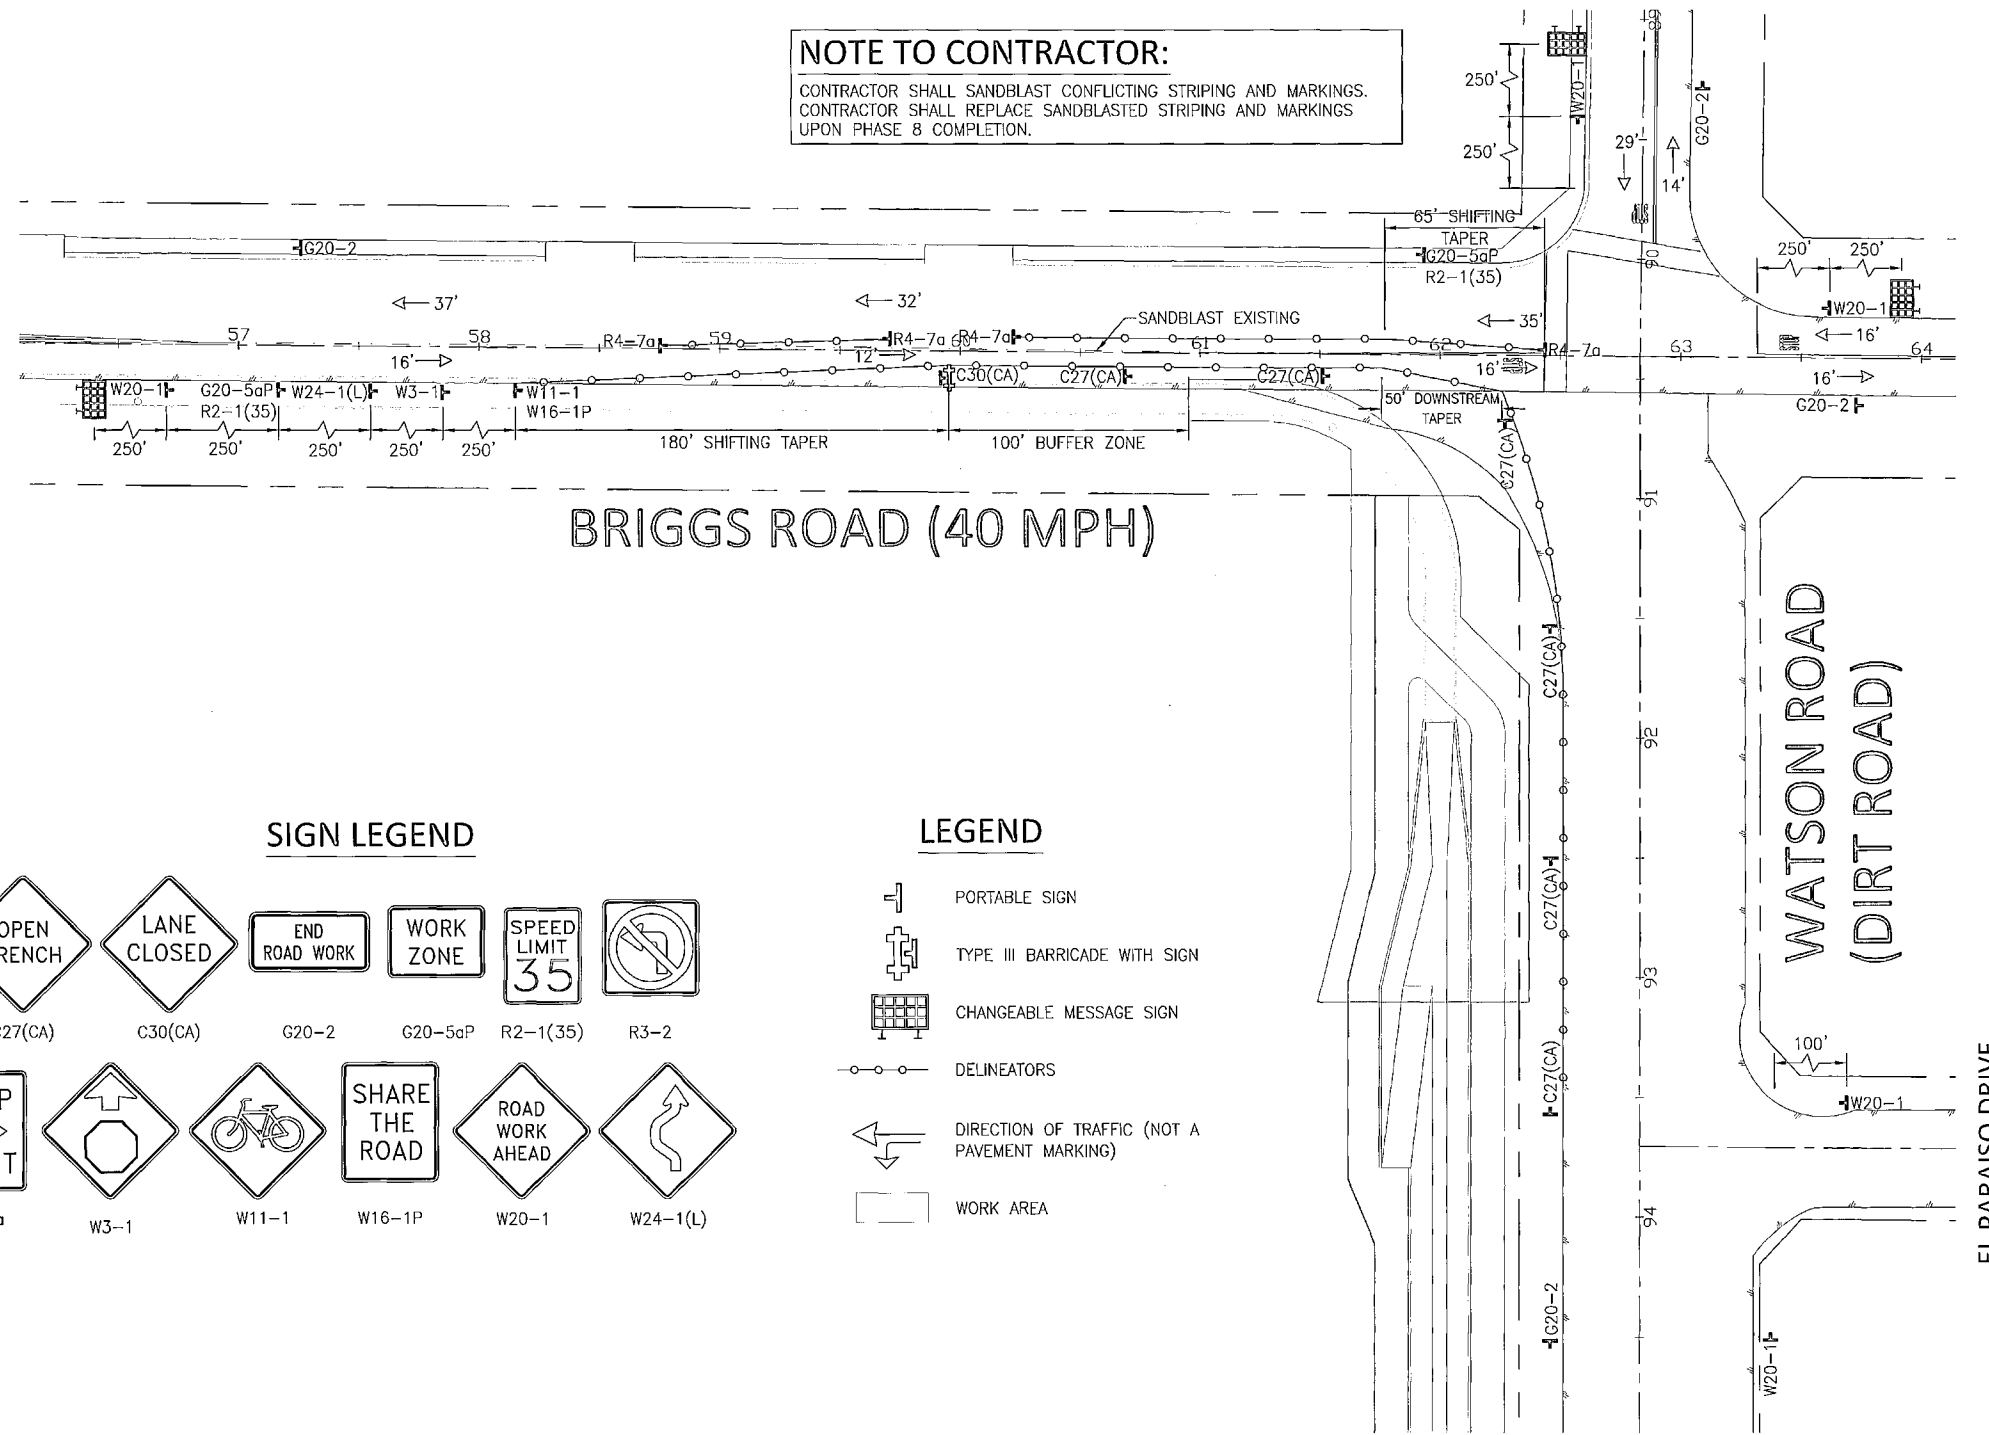 NOTE TO CONTRACTOR:
CONTRACTOR SHALL SANDBLAST CONFLICTING STRIPING AND MARKINGS.
CONTRACTOR SHALL REPLACE SANDBLASTED STRIPING AND MARKINGS
UPON PHASE 8 COMPLETION.
250'
W20-1
250'
G20-2
29'
14'
65' SHIFTING
TAPER
G20-5aP
R2-1(35)
90
250' 250'
W20-1
G20-2
37'
32'
35'
16'
SANDBLAST EXISTING
57 58 59 60 61 62 63 64
R4-7a
R4-7a
R4-7a
R4-7a
16'
12'
16'
16'
W20-1
G20-5aP
R2-1(35)
W24-1(L)
W3-1
W11-1
W16-1P
C30(CA)
C27(CA)
C27(CA)
G20-2
50' DOWNSTREAM
TAPER
250' 250' 250' 250' 250'
180' SHIFTING TAPER
100' BUFFER ZONE
C27(CA)
91
BRIGGS ROAD (40 MPH)
C27(CA)
92
C27(CA)
93
C27(CA)
94
G20-2
WATSON ROAD
(DIRT ROAD)
100'
W20-1
W20-1
SIGN LEGEND
OPEN
LANE
CLOSED
END
ROAD WORK
WORK
ZONE
SPEED
LIMIT
35
C27(CA)
C30(CA)
G20-2
G20-5aP
R2-1(35)
R3-2
P
T
SHARE
THE
ROAD
ROAD
WORK
AHEAD
W3-1
W11-1
W16-1P
W20-1
W24-1(L)
LEGEND
PORTABLE SIGN
TYPE III BARRICADE WITH SIGN
CHANGEABLE MESSAGE SIGN
DELINEATORS
DIRECTION OF TRAFFIC (NOT A
PAVEMENT MARKING)
WORK AREA